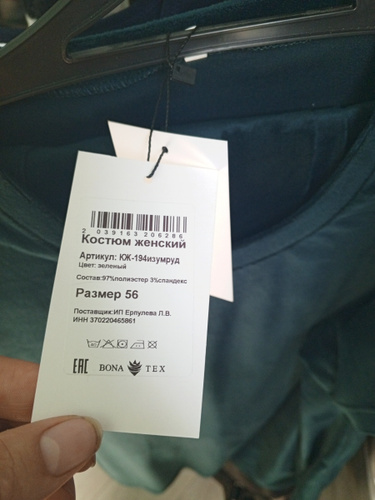 2 039163 206286
Костюм женский
Артикул: КЖ-194изумруд
Цвет: зеленый
Состав:97%полиэстер 3%спандекс
Размер 56
Поставщик:ИП Ерпулева Л.В.
ИНН 370220465861
EAC BONA TEX